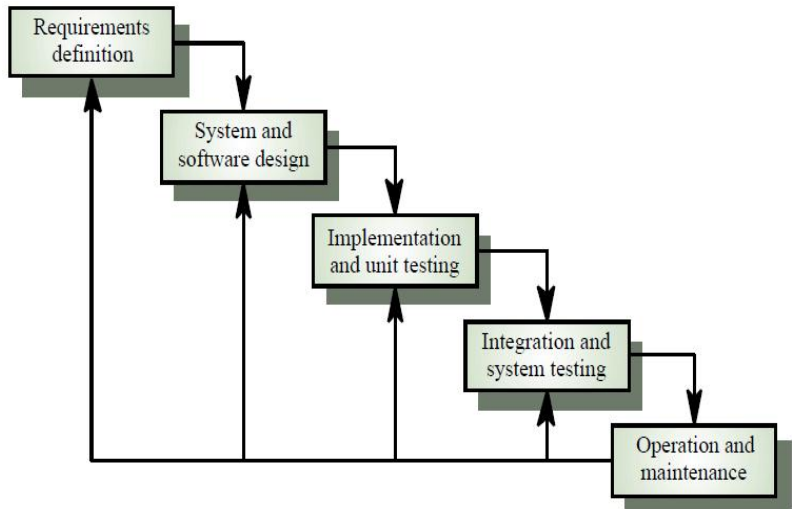 Requirements
definition
System and
software design
Implementation
and unit testing
Integration and
system testing
Operation and
maintenance